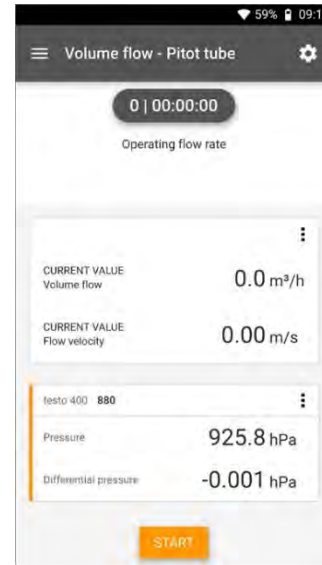 59% 09:1
Volume flow - Pitot tube
0 | 00:00:00
Operating flow rate
CURRENT VALUE
Volume flow
0.0 m³/h
CURRENT VALUE
Flow velocity
0.00 m/s
testo 400 880
Pressure
925.8 hPa
Differential pressure
-0.001 hPa
START